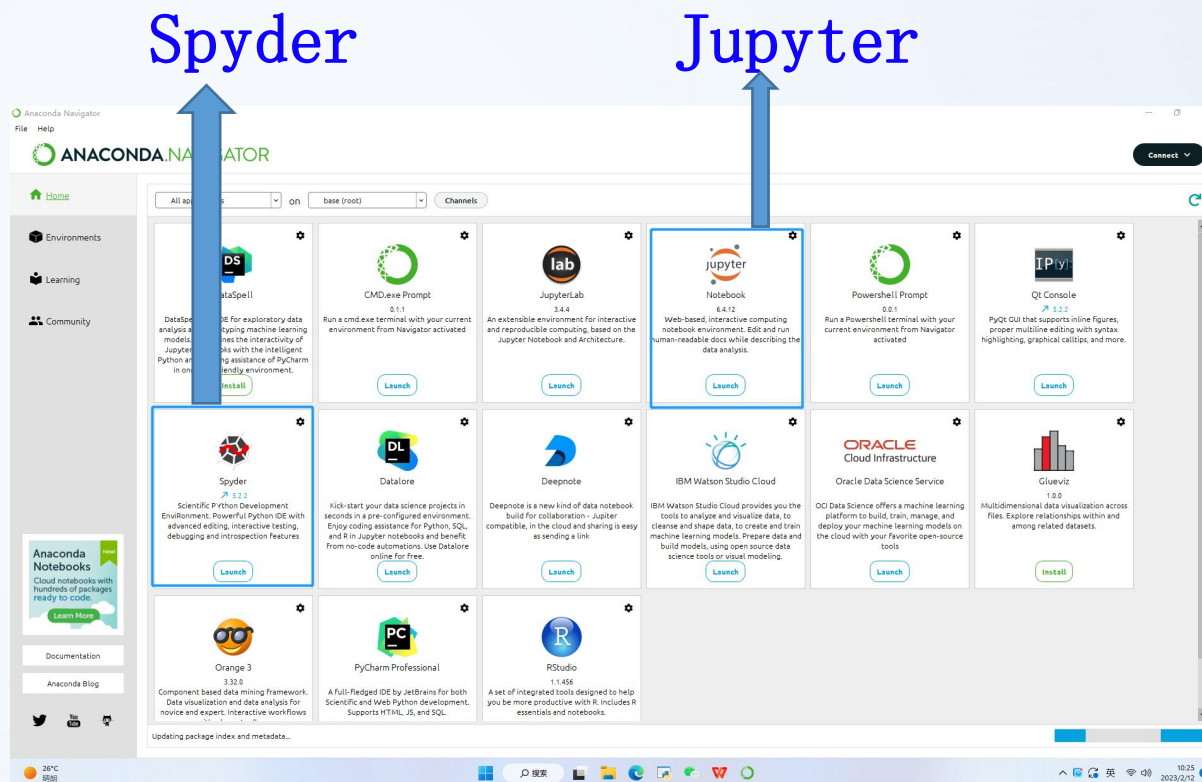 Spyder
Jupyter
Anaconda Navigator
File Help
ANACONDA.NAVIGATOR
Connect
Home
Environments
Learning
Community
on
base (root)
Channels
DS
CMD.exe Prompt
0.1.1
Run a cmd.exe terminal with your current
environment from Navigator activated
Launch
lab
JupyterLab
3.4.4
An extensible environment for interactive
and reproducible computing, based on the
Jupyter Notebook and Architecture.
Launch
jupyter
Notebook
6.4.12
Web-based, interactive computing
notebook environment. Edit and run
human-readable docs while describing the
data analysis.
Launch
Powershell Prompt
0.0.1
Run a Powershell terminal with your
current environment from Navigator
activated
Launch
IP[y]:
Qt Console
5.2.2
PyQt GUI that supports inline figures,
proper multiline editing with syntax
highlighting, graphical calltips, and more.
Launch
Spyder
5.2.2
Scientific Python Development
EnviRonment. Powerful Python IDE with
advanced editing, interactive testing,
debugging and introspection features
Launch
DL
Datalore
Kick-start your data science projects in
seconds in a pre-configured environment.
Enjoy coding assistance for Python, SQL,
and R in Jupyter notebooks and benefit
from no-code automations. Use Datalore
online for free.
Launch
Deepnote
Deepnote is a new kind of data notebook
build for collaboration - Jupiter
compatible, in the cloud and sharing is easy
as sending a link
Launch
IBM Watson Studio Cloud
IBM Watson Studio Cloud provides you the
tools to analyze and visualize data, to
cleanse and shape data, to create and train
machine learning models. Prepare data and
build models, using open source data
science tools or visual modeling.
Launch
ORACLE
Cloud Infrastructure
Oracle Data Science Service
OCI Data Science offers a machine learning
platform to build, train, manage, and
deploy your machine learning models on
the cloud with your favorite open-source
tools
Launch
Glueviz
1.0.0
Multidimensional data visualization across
files. Explore relationships within and
among related datasets.
Install
Orange 3
3.32.0
Component based data mining framework.
Data visualization and data analysis for
novice and expert. Interactive workflows
PC
PyCharm Professional
A full-fledged IDE by JetBrains for both
Scientific and Web Python development.
Supports HTML, JS, and SQL.
R
RStudio
1.1.456
A set of integrated tools designed to help
you be more productive with R. Includes R
essentials and notebooks.
Anaconda
Notebooks
New
Cloud notebooks with
hundreds of packages
ready to code.
Learn More
Documentation
Anaconda Blog
You
Tube
Updating package index and metadata...
26°C
晴朗
搜索
英
10:25
2023/2/12